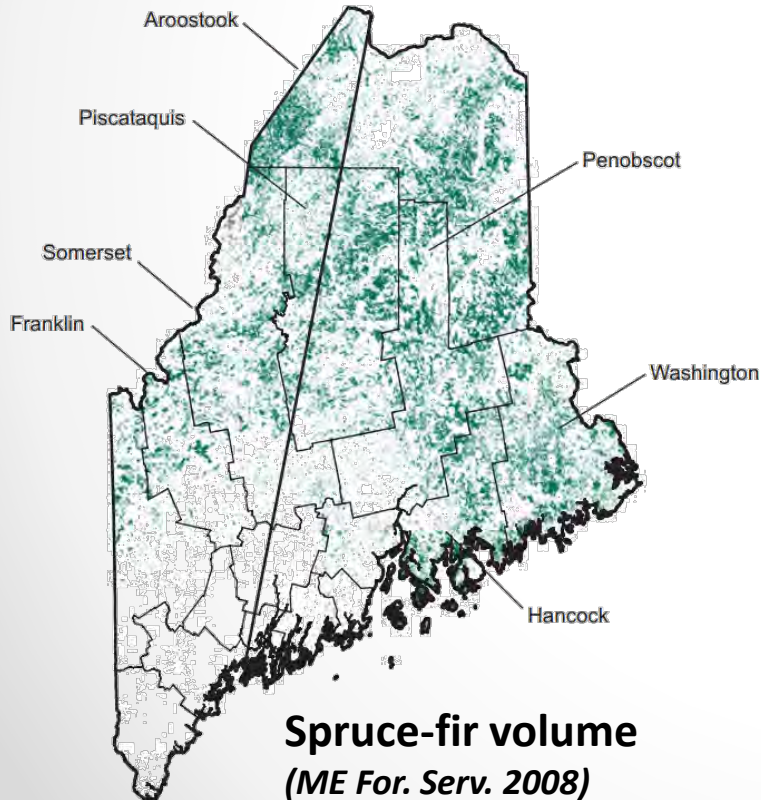 Aroostook
Piscataquis
Penobscot
Somerset
Franklin
Washington
Hancock
Spruce-fir volume
(ME For. Serv. 2008)